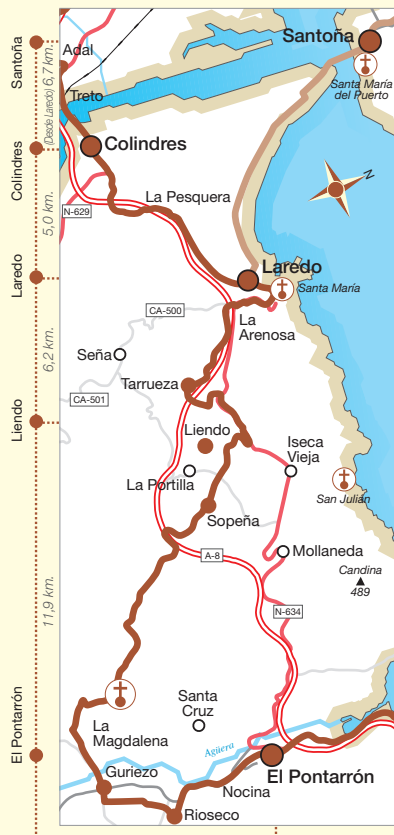 Santoña
(Desde Laredo) 6,7 km.
Colindres
5,0 km.
Laredo
6,2 km.
Liendo
11,9 km.
El Pontarrón
Adal
Santoña
Treto
Santa María
del Puerto
Colindres
La Pesquera
N
N-629
Laredo
Santa María
CA-500
La
Arenosa
Seña
Tarrueza
CA-501
Liendo
Iseca
Vieja
La Portilla
San Julián
Sopeña
A-8
Mollaneda
Candina
489
N-634
Santa
Cruz
La
Magdalena
Agüera
El Pontarrón
Guriezo
Nocina
Rioseco